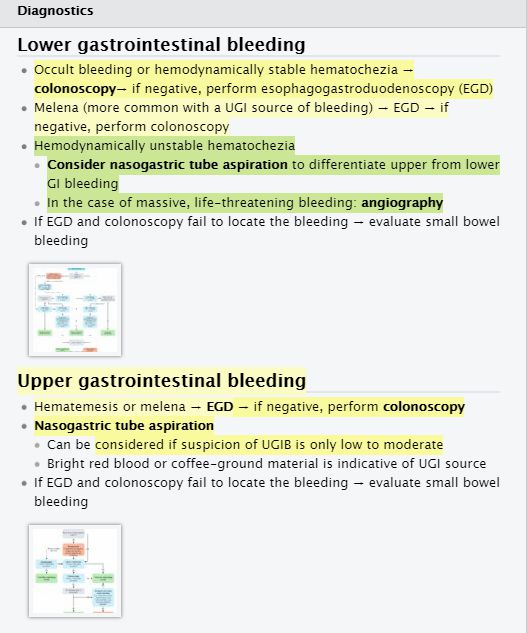 Diagnostics
Lower gastrointestinal bleeding
Occult bleeding or hemodynamically stable hematochezia →
colonoscopy→ if negative, perform esophagogastroduodenoscopy (EGD)
Melena (more common with a UGI source of bleeding) → EGD → if
negative, perform colonoscopy
Hemodynamically unstable hematochezia
Consider nasogastric tube aspiration to differentiate upper from lower
GI bleeding
In the case of massive, life-threatening bleeding: angiography
If EGD and colonoscopy fail to locate the bleeding → evaluate small bowel
bleeding
Upper gastrointestinal bleeding
Hematemesis or melena → EGD → if negative, perform colonoscopy
Nasogastric tube aspiration
Can be considered if suspicion of UGIB is only low to moderate
Bright red blood or coffee-ground material is indicative of UGI source
If EGD and colonoscopy fail to locate the bleeding → evaluate small bowel
bleeding